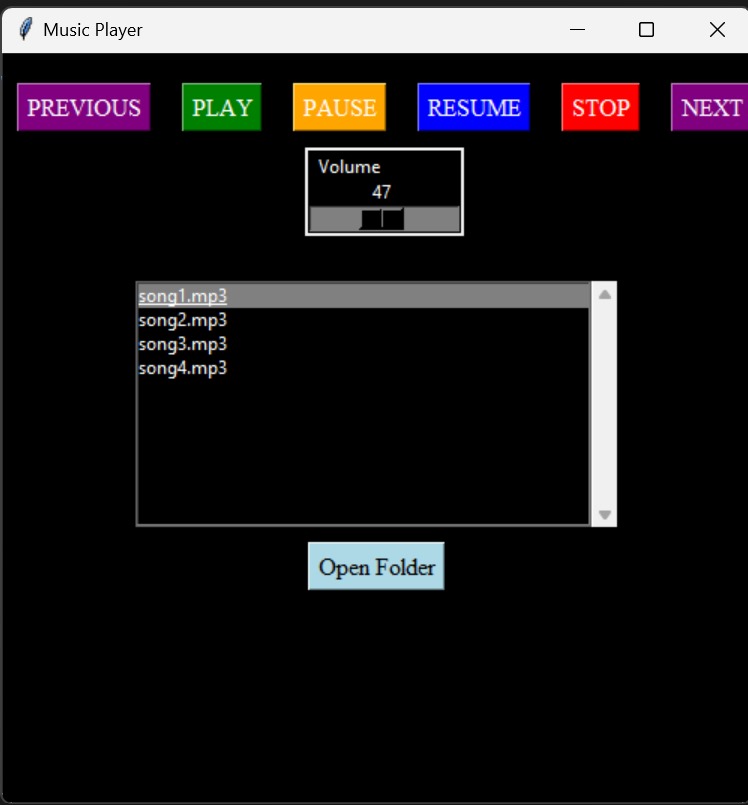 Music Player
PREVIOUS PLAY PAUSE RESUME STOP NEXT
Volume
47
song1.mp3
song2.mp3
song3.mp3
song4.mp3
Open Folder